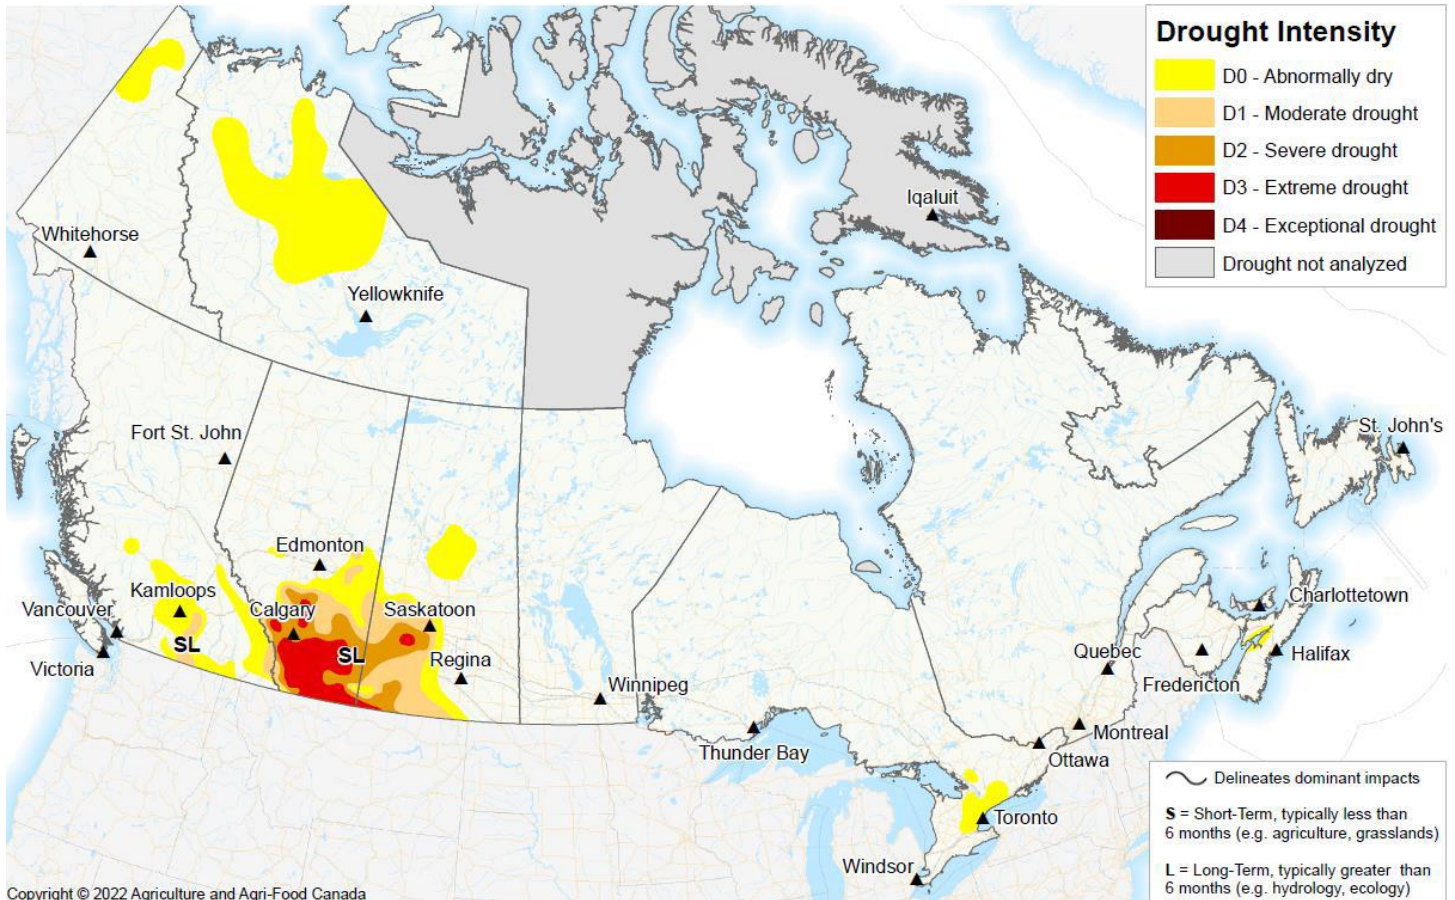 Drought Intensity
D0 - Abnormally dry
D1 - Moderate drought
D2 - Severe drought
D3 - Extreme drought
D4 - Exceptional drought
Drought not analyzed
Iqaluit
Whitehorse
Yellowknife
Fort St. John
St. John's
Edmonton
Kamloops
Calgary
Saskatoon
Vancouver
Charlottetown
SL
SL
Victoria
Regina
Quebec
Halifax
Winnipeg
Fredericton
Montreal
Thunder Bay
Ottawa
Toronto
Windsor
Delineates dominant impacts
S = Short-Term, typically less than
6 months (e.g. agriculture, grasslands)
L = Long-Term, typically greater than
6 months (e.g. hydrology, ecology)
Copyright © 2022 Agriculture and Agri-Food Canada